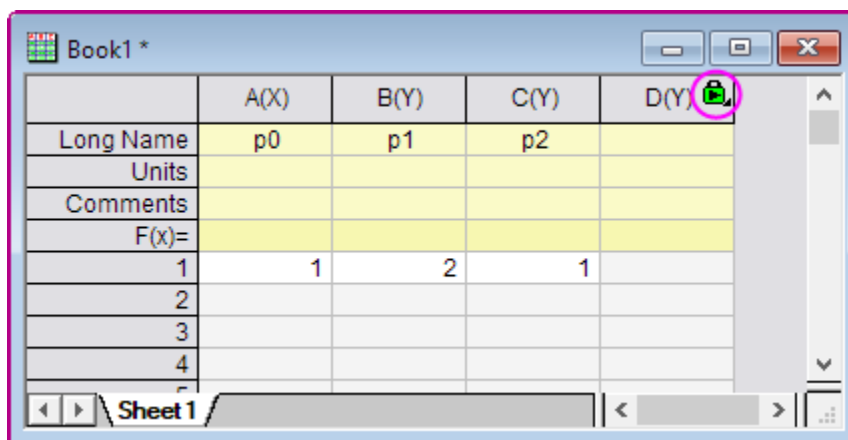 Book1 *
A(X) B(Y) C(Y) D(Y)
Long Name p0 p1 p2
Units
Comments
F(x)=
1 1 2 1
2
3
4
Sheet1